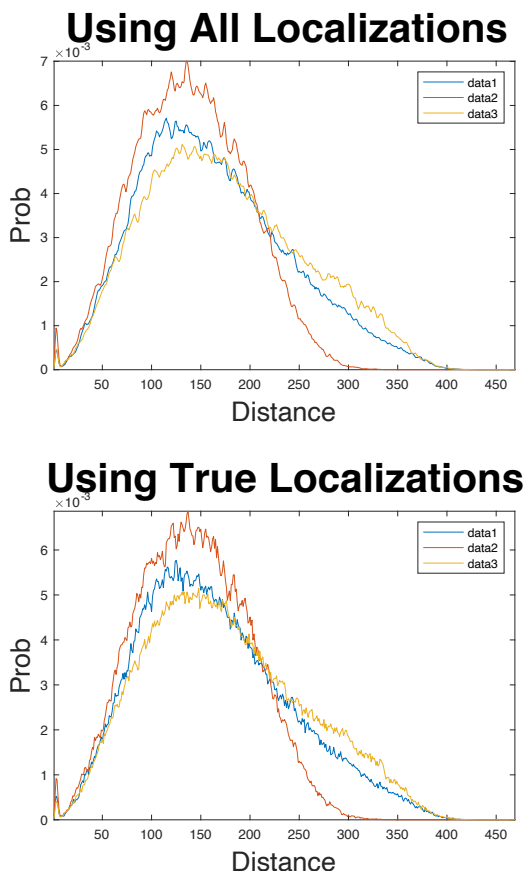 Using All Localizations
×10-3
7
6
5
4
3
2
1
0
Prob
data1
data2
data3
50 100 150 200 250 300 350 400 450
Distance
Using True Localizations
×10-3
6
5
4
3
2
1
0
Prob
data1
data2
data3
50 100 150 200 250 300 350 400 450
Distance